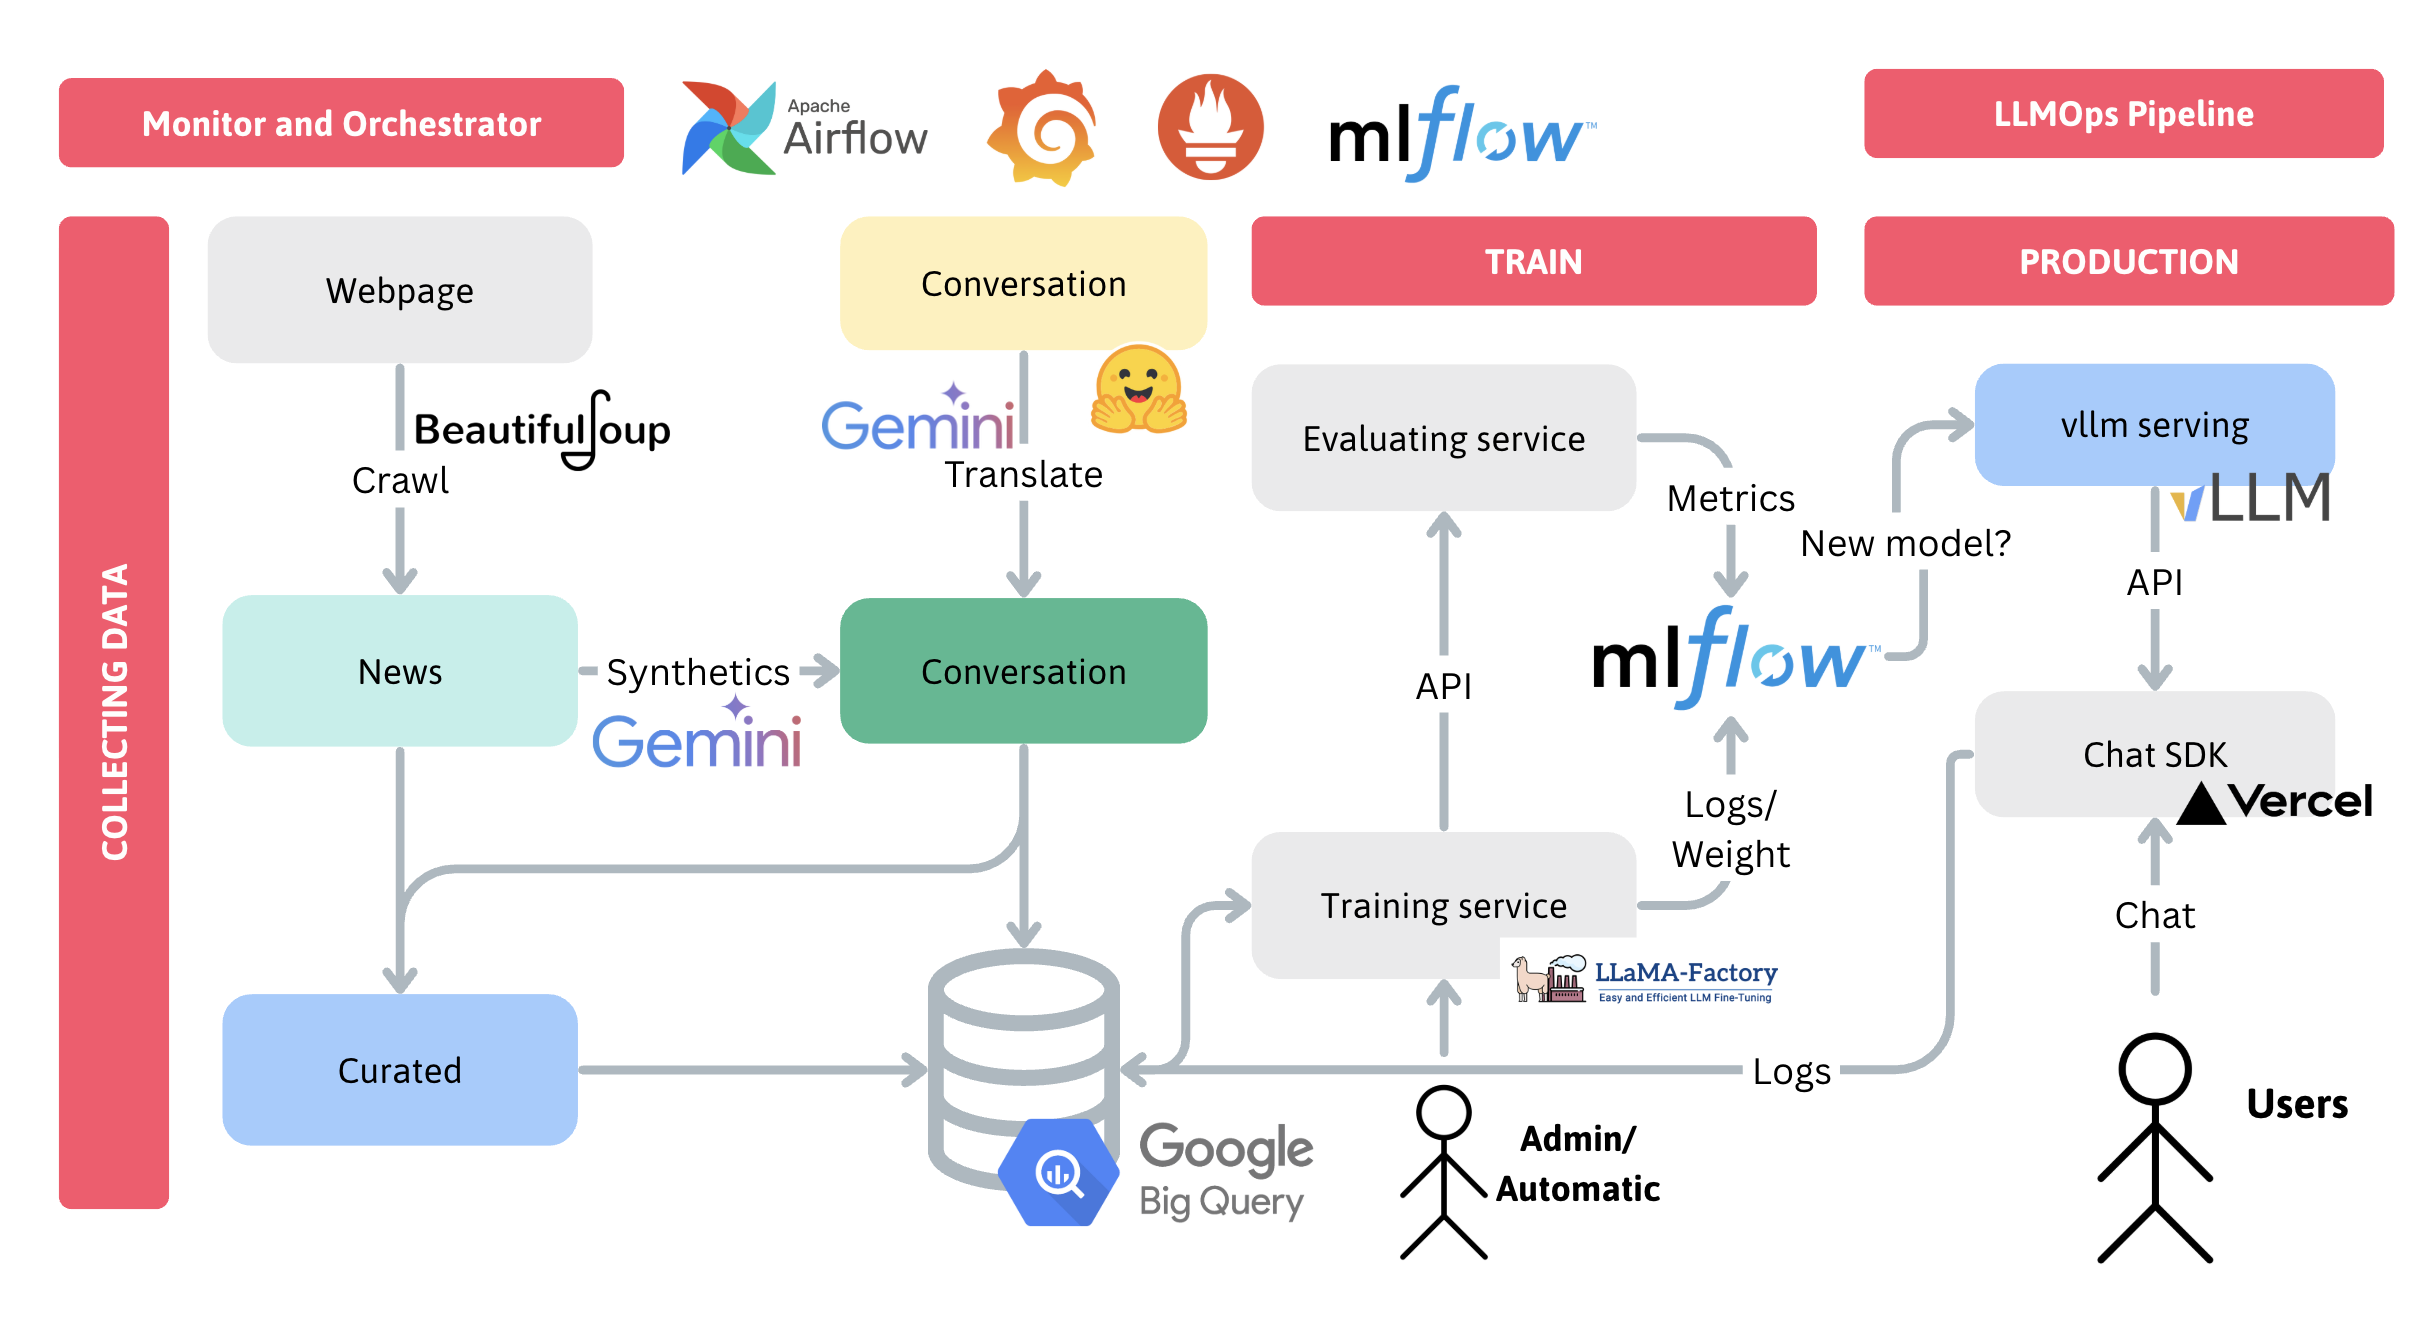 Monitor and Orchestrator
Apache
Airflow
mlflow™
LLMOps Pipeline
COLLECTING DATA
Webpage
Conversation
TRAIN
PRODUCTION
BeautifulSoup
Crawl
Gemini
Translate
Evaluating service
Metrics
New model?
vllm serving
vLLM
API
News
Synthetics
Gemini
Conversation
API
mlflow™
Chat SDK
Vercel
Logs/
Weight
Training service
LLaMA-Factory
Easy and Efficient LLM Fine-Tuning
Chat
Curated
Logs
Google
Big Query
Admin/
Automatic
Users